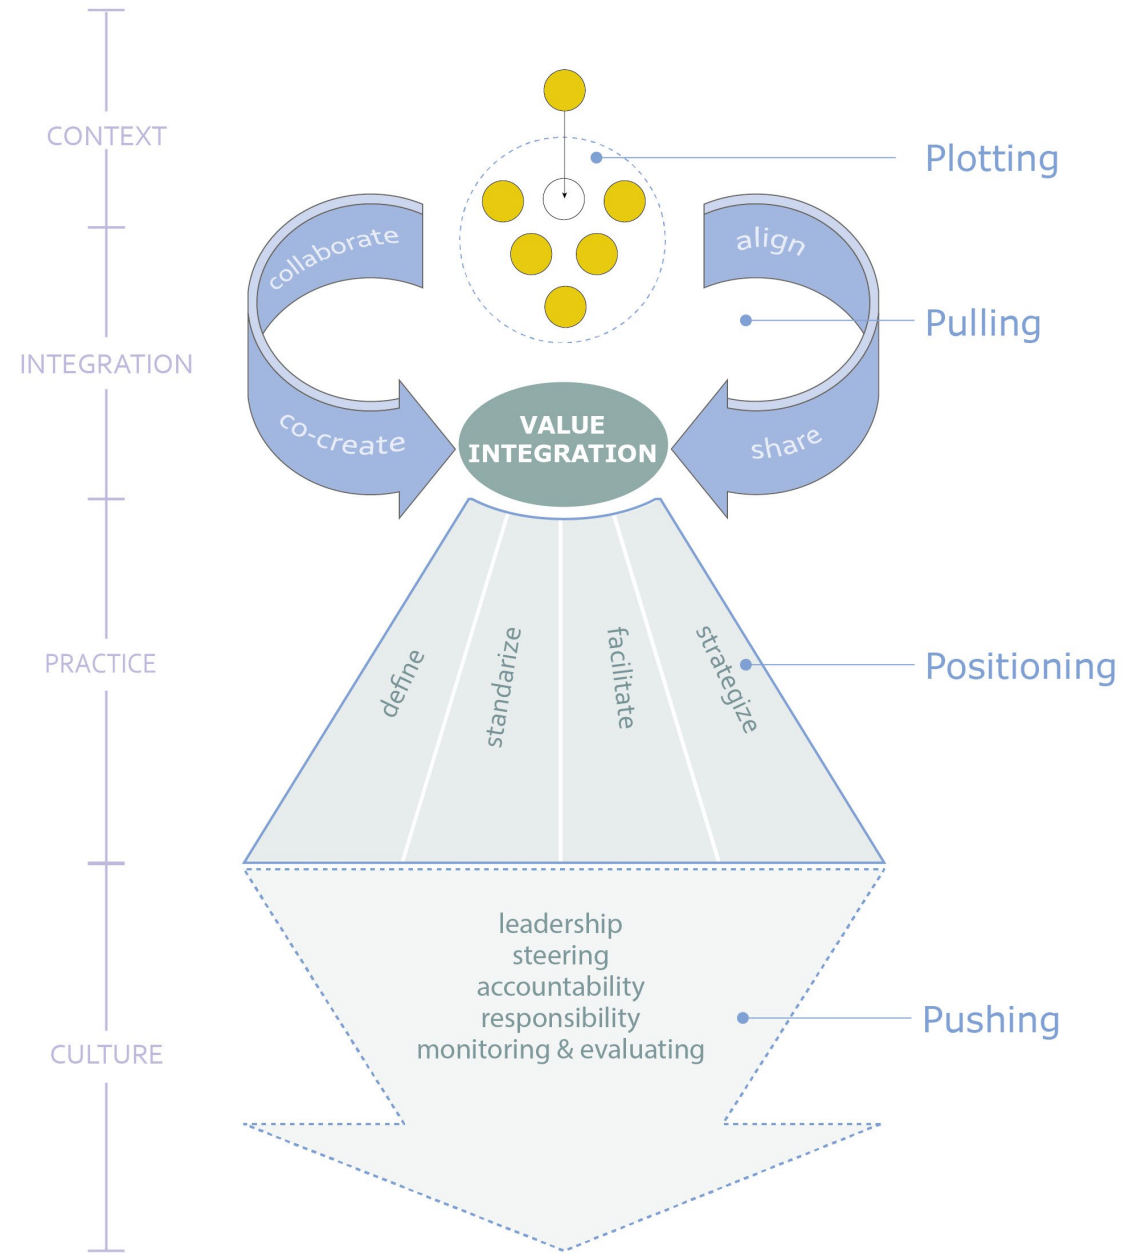 CONTEXT
Plotting
collaborate
align
Pulling
INTEGRATION
co-create
share
VALUE
INTEGRATION
PRACTICE
define
standarize
facilitate
strategize
Positioning
leadership
steering
accountability
responsibility
monitoring & evaluating
Pushing
CULTURE